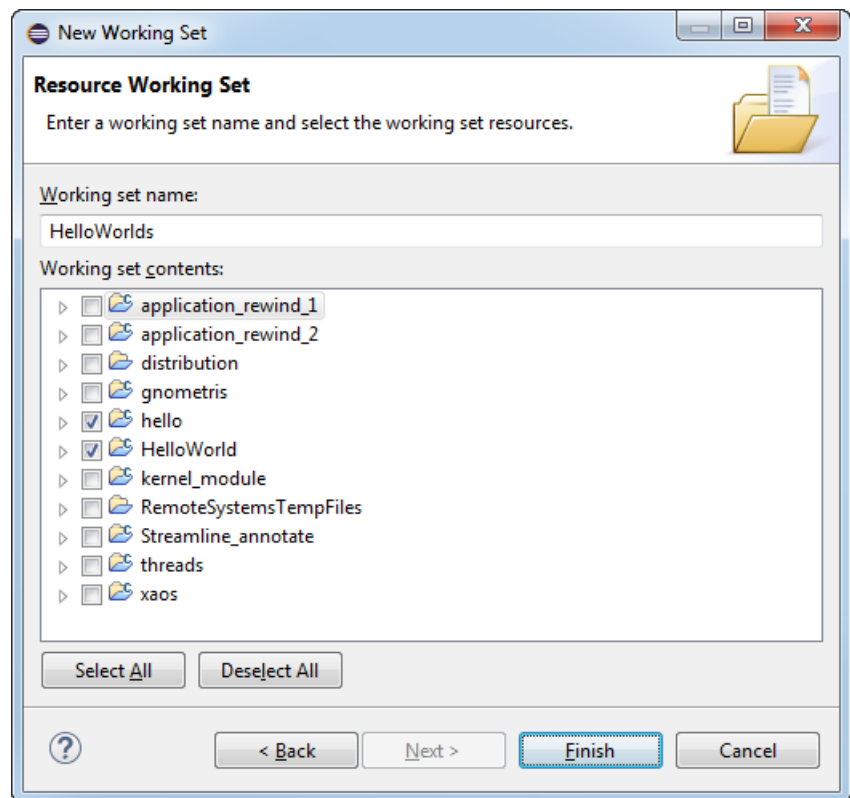 New Working Set
Resource Working Set
Enter a working set name and select the working set resources.
Working set name:
HelloWorlds
Working set contents:
application_rewind_1
application_rewind_2
distribution
gnometris
hello
HelloWorld
kernel_module
RemoteSystemsTempFiles
Streamline_annotate
threads
xaos
Select All Deselect All
? < Back Next > Finish Cancel